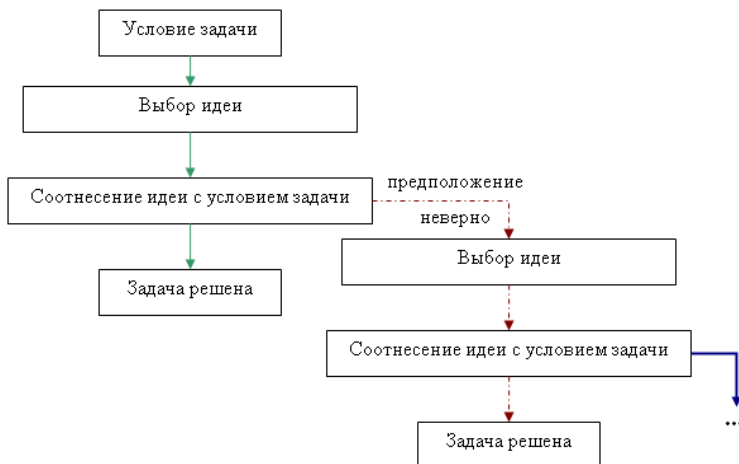 Условие задачи
Выбор идеи
Соотнесение идеи с условием задачи
предположение
неверно
Задача решена
Выбор идеи
Соотнесение идеи с условием задачи
...
Задача решена